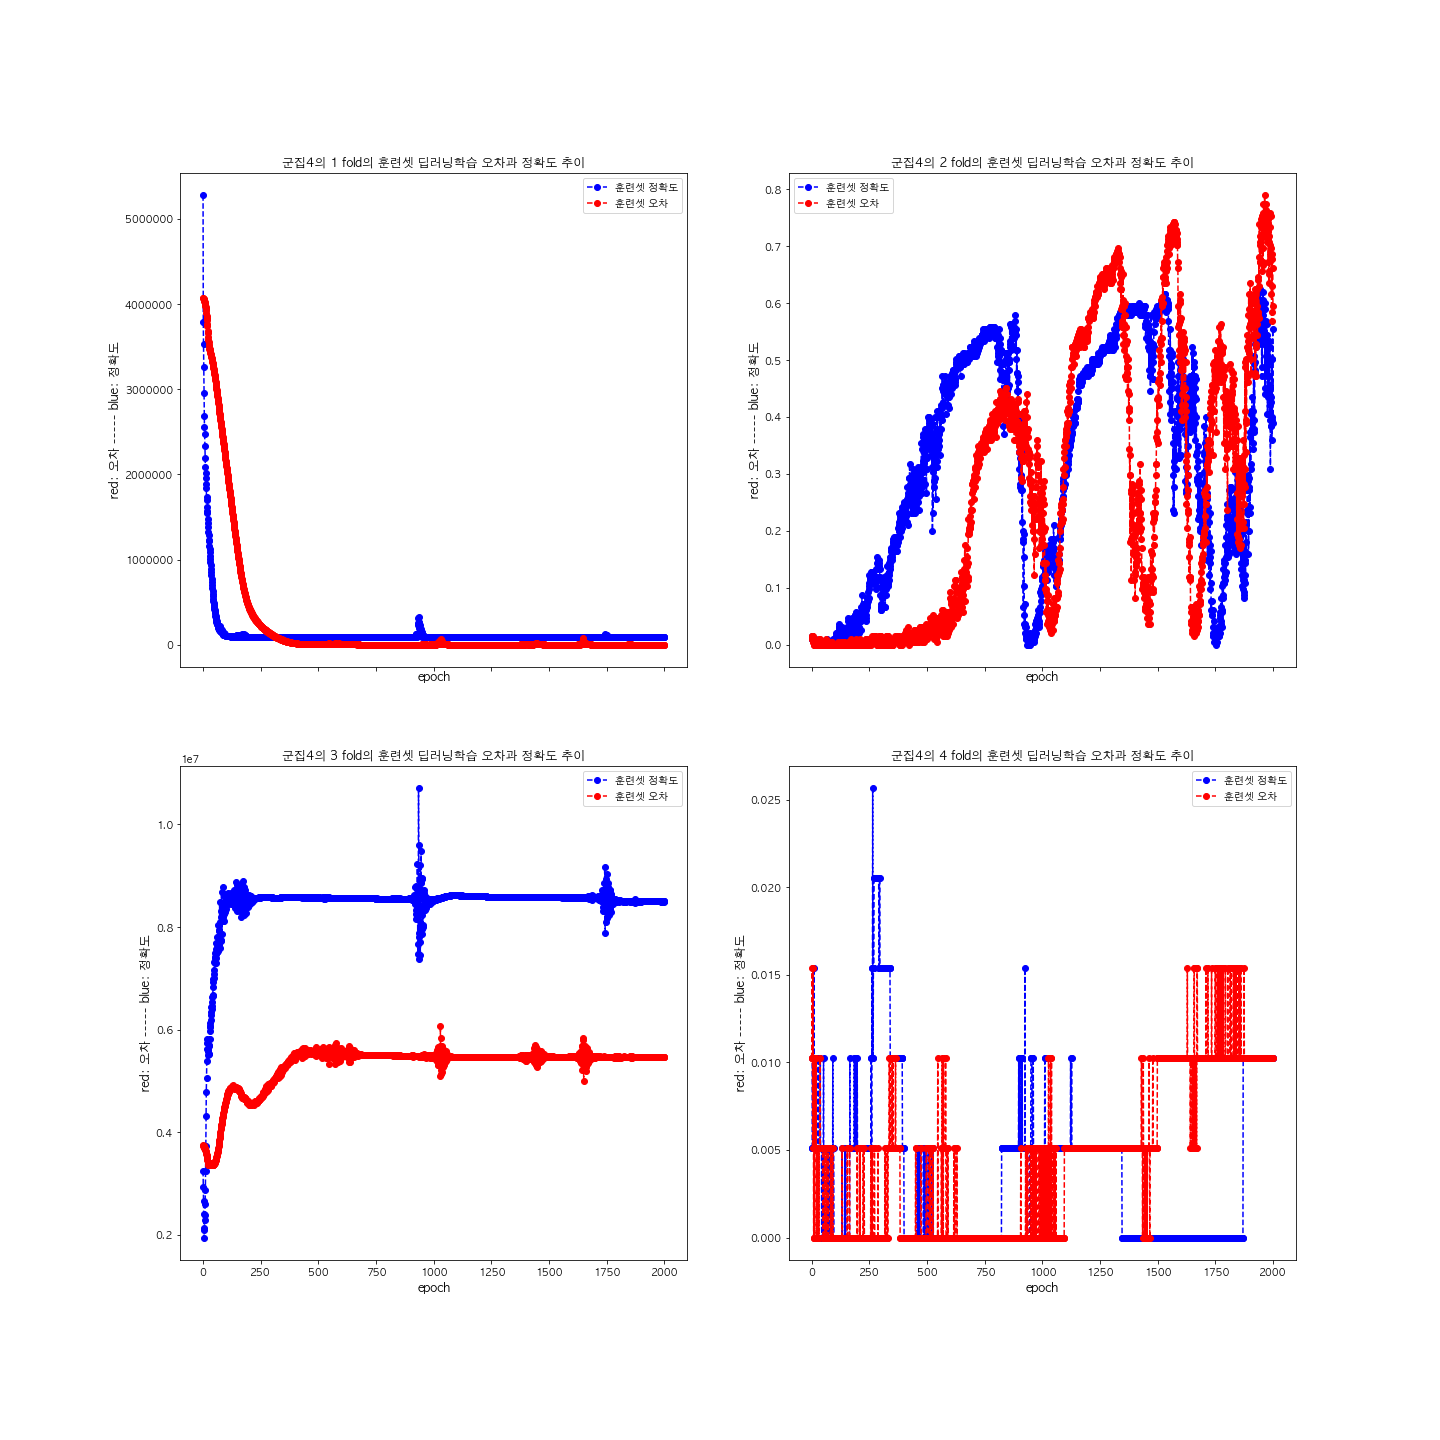 군집4의 1 fold의 훈련셋 딥러닝학습 오차과 정확도 추이
훈련셋 정확도
훈련셋 오차
5000000
4000000
3000000
2000000
1000000
0
red: 오차 ----- blue: 정확도
epoch
군집4의 2 fold의 훈련셋 딥러닝학습 오차과 정확도 추이
훈련셋 정확도
훈련셋 오차
0.8
0.7
0.6
0.5
0.4
0.3
0.2
0.1
0.0
red: 오차 ----- blue: 정확도
epoch
군집4의 3 fold의 훈련셋 딥러닝학습 오차과 정확도 추이
1e7
훈련셋 정확도
훈련셋 오차
1.0
0.8
0.6
0.4
0.2
red: 오차 ----- blue: 정확도
0 250 500 750 1000 1250 1500 1750 2000
epoch
군집4의 4 fold의 훈련셋 딥러닝학습 오차과 정확도 추이
훈련셋 정확도
훈련셋 오차
0.025
0.020
0.015
0.010
0.005
0.000
red: 오차 ----- blue: 정확도
0 250 500 750 1000 1250 1500 1750 2000
epoch